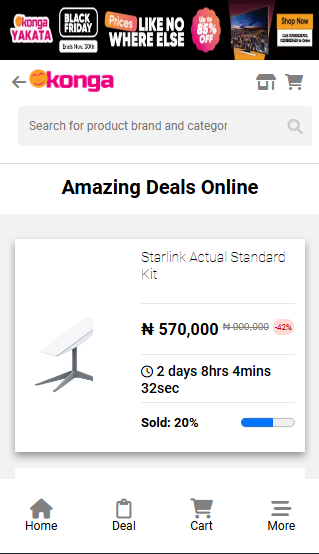 konga
YAKATA
BLACK
FRIDAY
Ends Nov. 30th
Prices LIKE NO
WHERE ELSE
Up to
85%
OFF
Shop Now
konga
Search for product brand and categor
Amazing Deals Online
Starlink Actual Standard
Kit
₦ 570,000 ₦ 000,000 -42%
2 days 8hrs 4mins
32sec
Sold: 20%
Home Deal Cart More